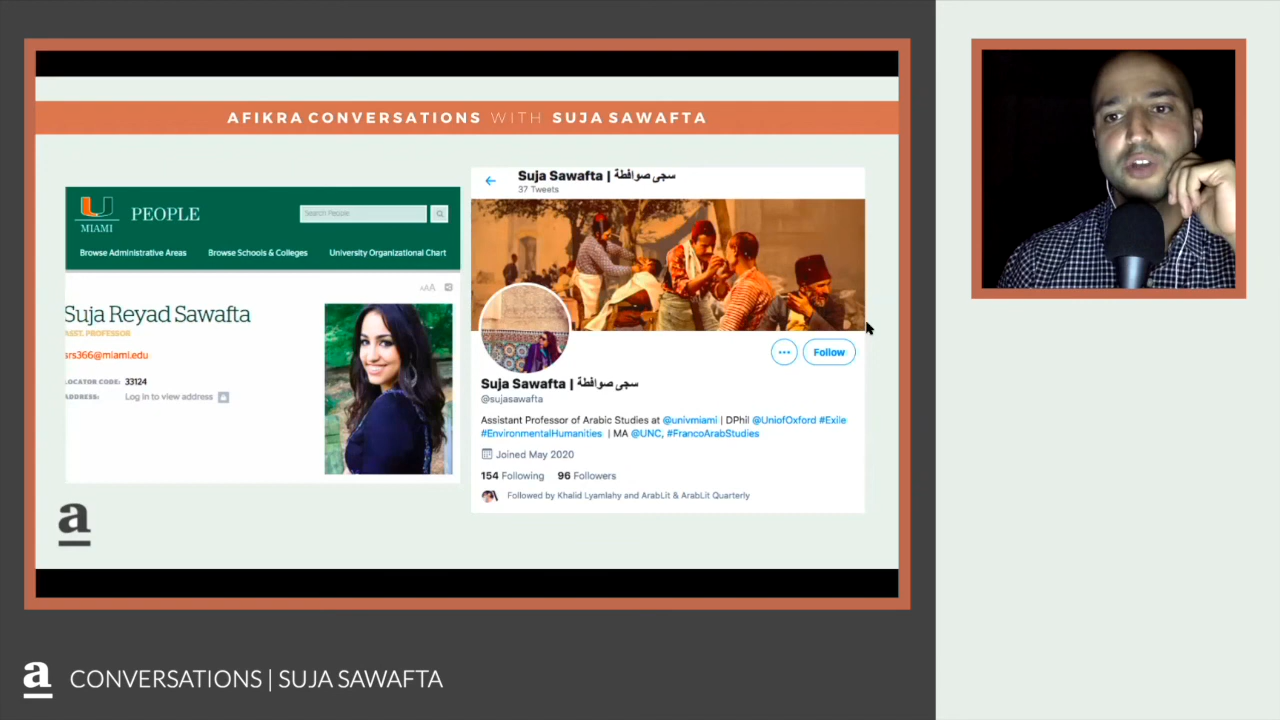 AFIKRA CONVERSATIONS WITH SUJA SAWAFTA
U
MIAMI
PEOPLE
Search People
Browse Administrative Areas
Browse Schools & Colleges
University Organizational Chart
AAA
Suja Reyad Sawafta
ASST. PROFESSOR
srs366@miami.edu
LOCATOR CODE: 33124
ADDRESS: Log in to view address
Suja Sawafta | سجى صوافطة
37 Tweets
Follow
Suja Sawafta | سجى صوافطة
@sujasawafta
Assistant Professor of Arabic Studies at @univmiami | DPhil @UniofOxford #Exile
#EnvironmentalHumanities | MA @UNC, #FrancoArabStudies
Joined May 2020
154 Following 96 Followers
Followed by Khalid Lyamlahy and ArabLit & ArabLit Quarterly
a
a CONVERSATIONS | SUJA SAWAFTA